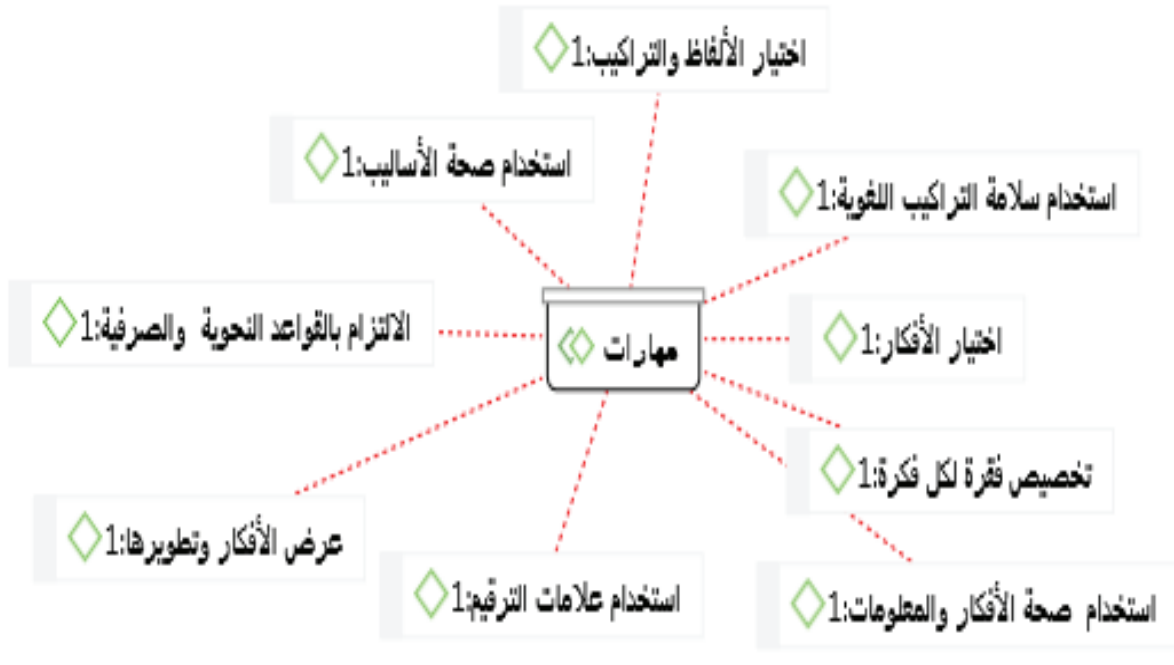 اختيار الألفاظ والتراكيب:1
استخدام صحة الأساليب:1
استخدام سلامة التراكيب اللغوية:1
الالتزام بالقواعد النحوية والصرفية:1
مهارات
اختيار الأفكار:1
تخصيص فقرة لكل فكرة:1
عرض الأفكار وتطويرها:1
استخدام علامات الترقيم:1
استخدام صحة الأفكار والمعلومات:1